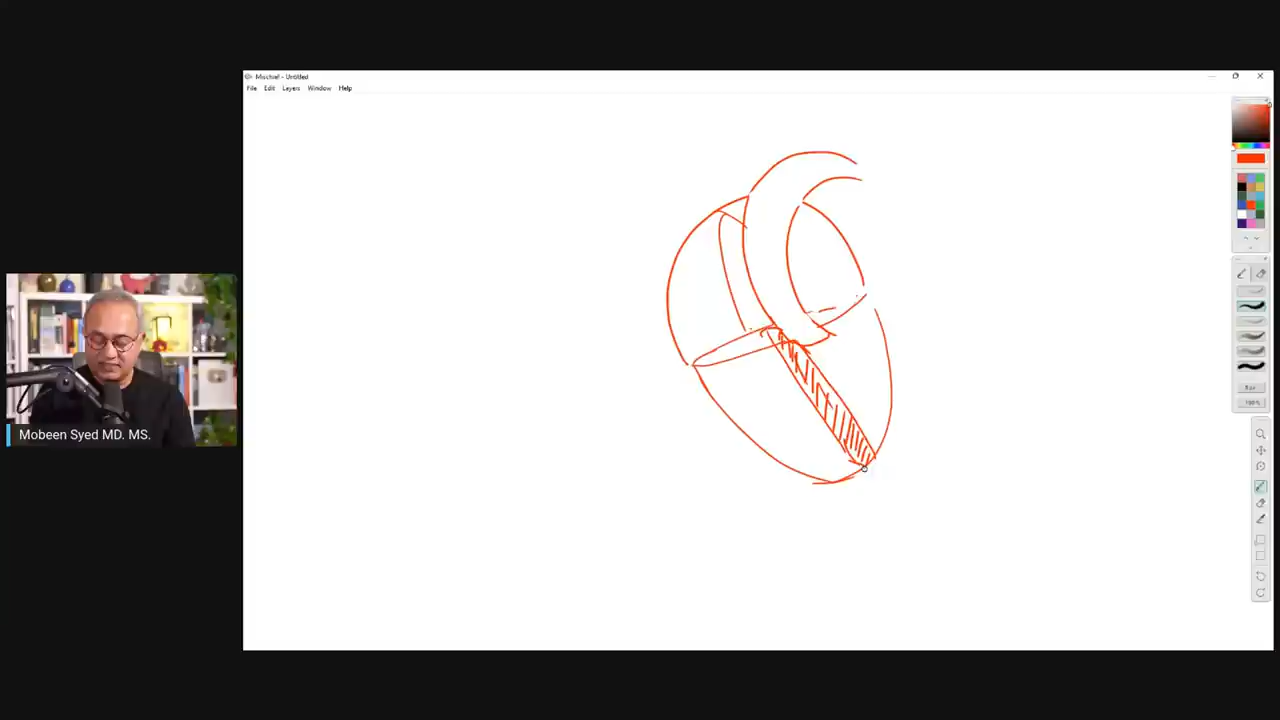 Mischief - Untitled
File Edit Layers Window Help
Mobeen Syed MD. MS.